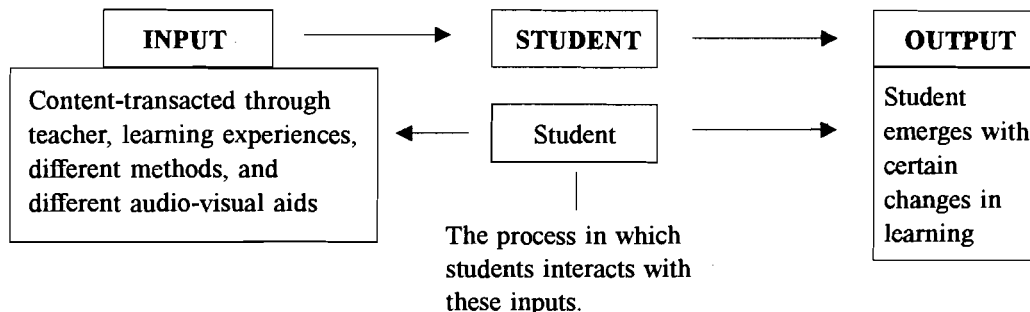 INPUT
STUDENT
OUTPUT
Content-transacted through
teacher, learning experiences,
different methods, and
different audio-visual aids
Student
Student
emerges with
certain
changes in
learning
The process in which
students interacts with
these inputs.